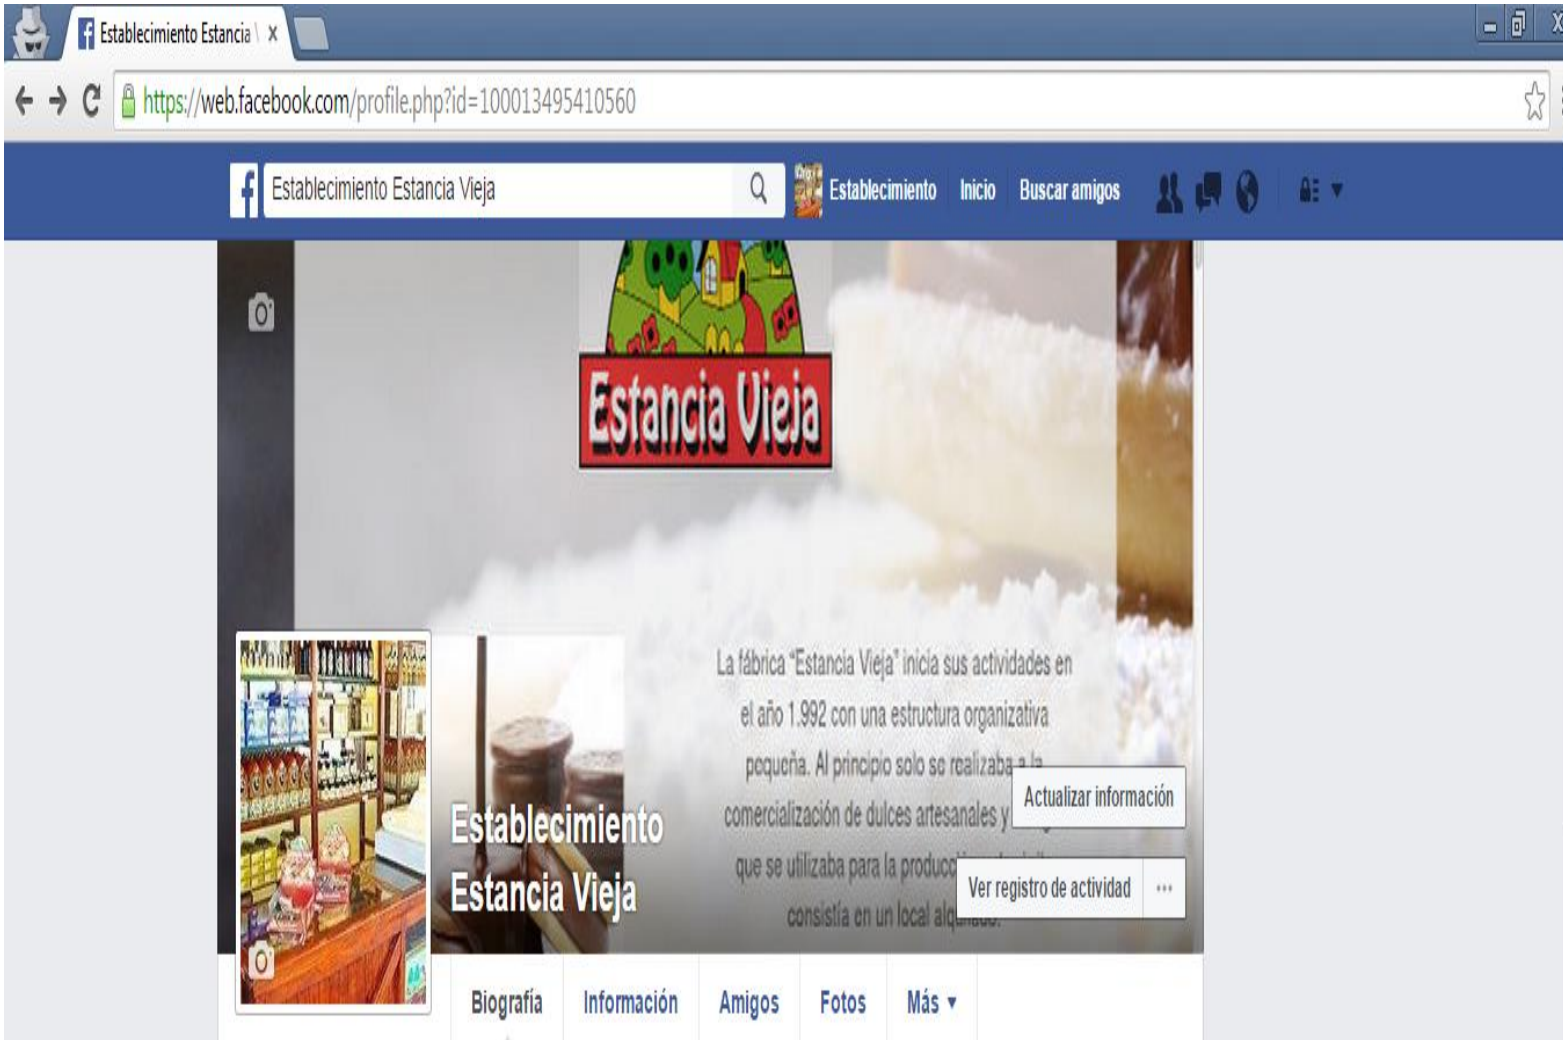 Establecimiento Estancia V
https://web.facebook.com/profile.php?id=100013495410560
Establecimiento Estancia Vieja
Establecimiento
Inicio
Buscar amigos
Estancia Vieja
La fábrica “Estancia Vieja” inicia sus actividades en
el año 1.992 con una estructura organizativa
pequeña. Al principio solo se realizaba a la
comercialización de dulces artesanales y
que se utilizaba para la
consistía en un local
Actualizar información
Ver registro de actividad
Establecimiento
Estancia Vieja
Biografía
Información
Amigos
Fotos
Más